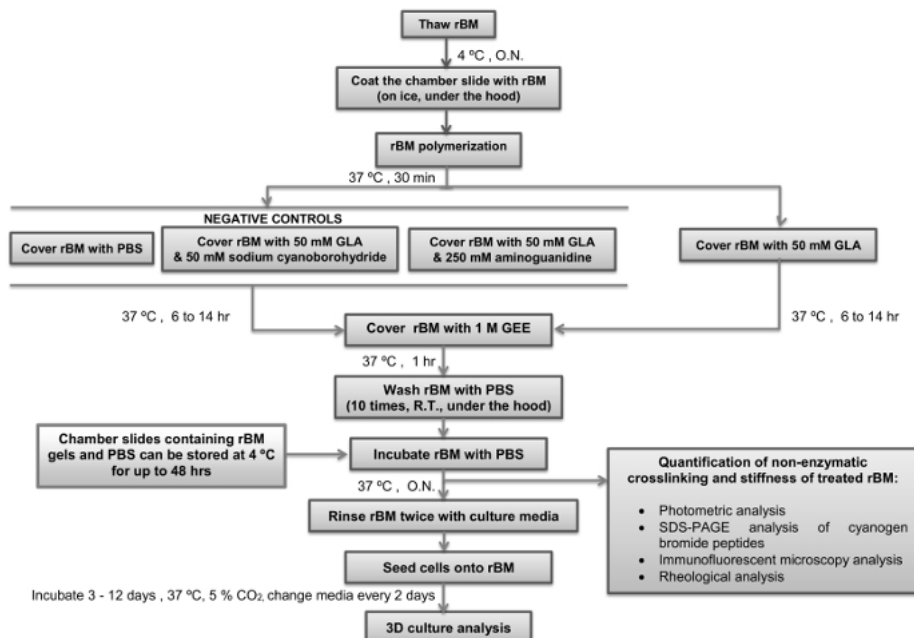 Thaw rBM
4 ºC , O.N.
Coat the chamber slide with rBM
(on ice, under the hood)
rBM polymerization
37 ºC , 30 min
NEGATIVE CONTROLS
Cover rBM with PBS
Cover rBM with 50 mM GLA
& 50 mM sodium cyanoborohydride
Cover rBM with 50 mM GLA
& 250 mM aminoguanidine
Cover rBM with 50 mM GLA
37 ºC , 6 to 14 hr
37 ºC , 6 to 14 hr
Cover rBM with 1 M GEE
37 ºC , 1 hr
Wash rBM with PBS
(10 times, R.T., under the hood)
Chamber slides containing rBM
gels and PBS can be stored at 4 ºC
for up to 48 hrs
Incubate rBM with PBS
37 ºC , O.N.
Quantification of non-enzymatic
crosslinking and stiffness of treated rBM:
• Photometric analysis
• SDS-PAGE analysis of cyanogen
bromide peptides
• Immunofluorescent microscopy analysis
• Rheological analysis
Rinse rBM twice with culture media
Seed cells onto rBM
Incubate 3 - 12 days , 37 ºC, 5 % CO2, change media every 2 days
3D culture analysis